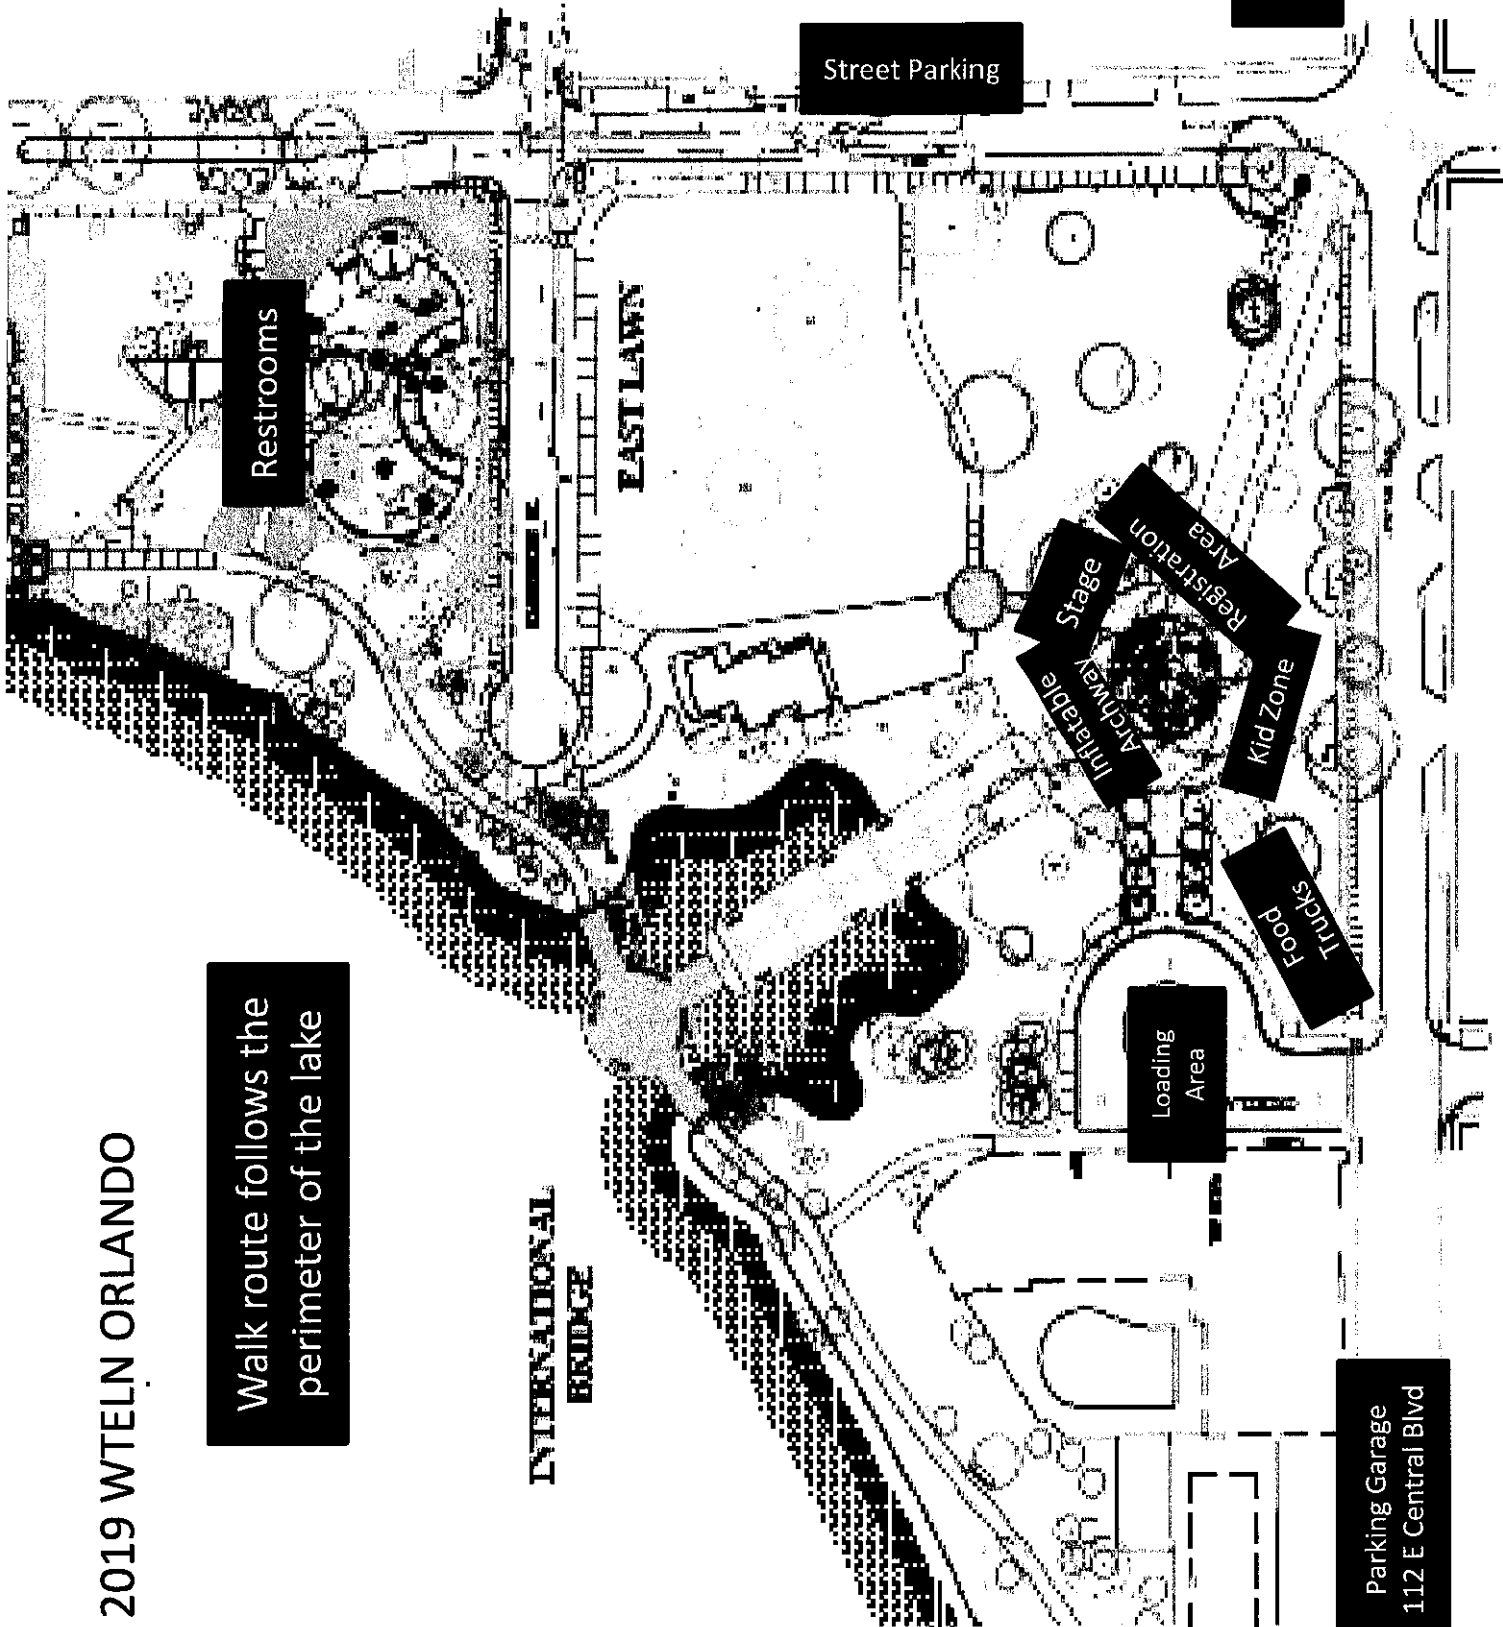 2019 WTELN ORLANDO
Walk route follows the
perimeter of the lake
INTERNATIONAL
BRIDGE
Restrooms
EAST LAWN
Street Parking
Stage
Inflatable
Archway
Registration
Area
Kid Zone
Food
Trucks
Loading
Area
Parking Garage
112 E Central Blvd